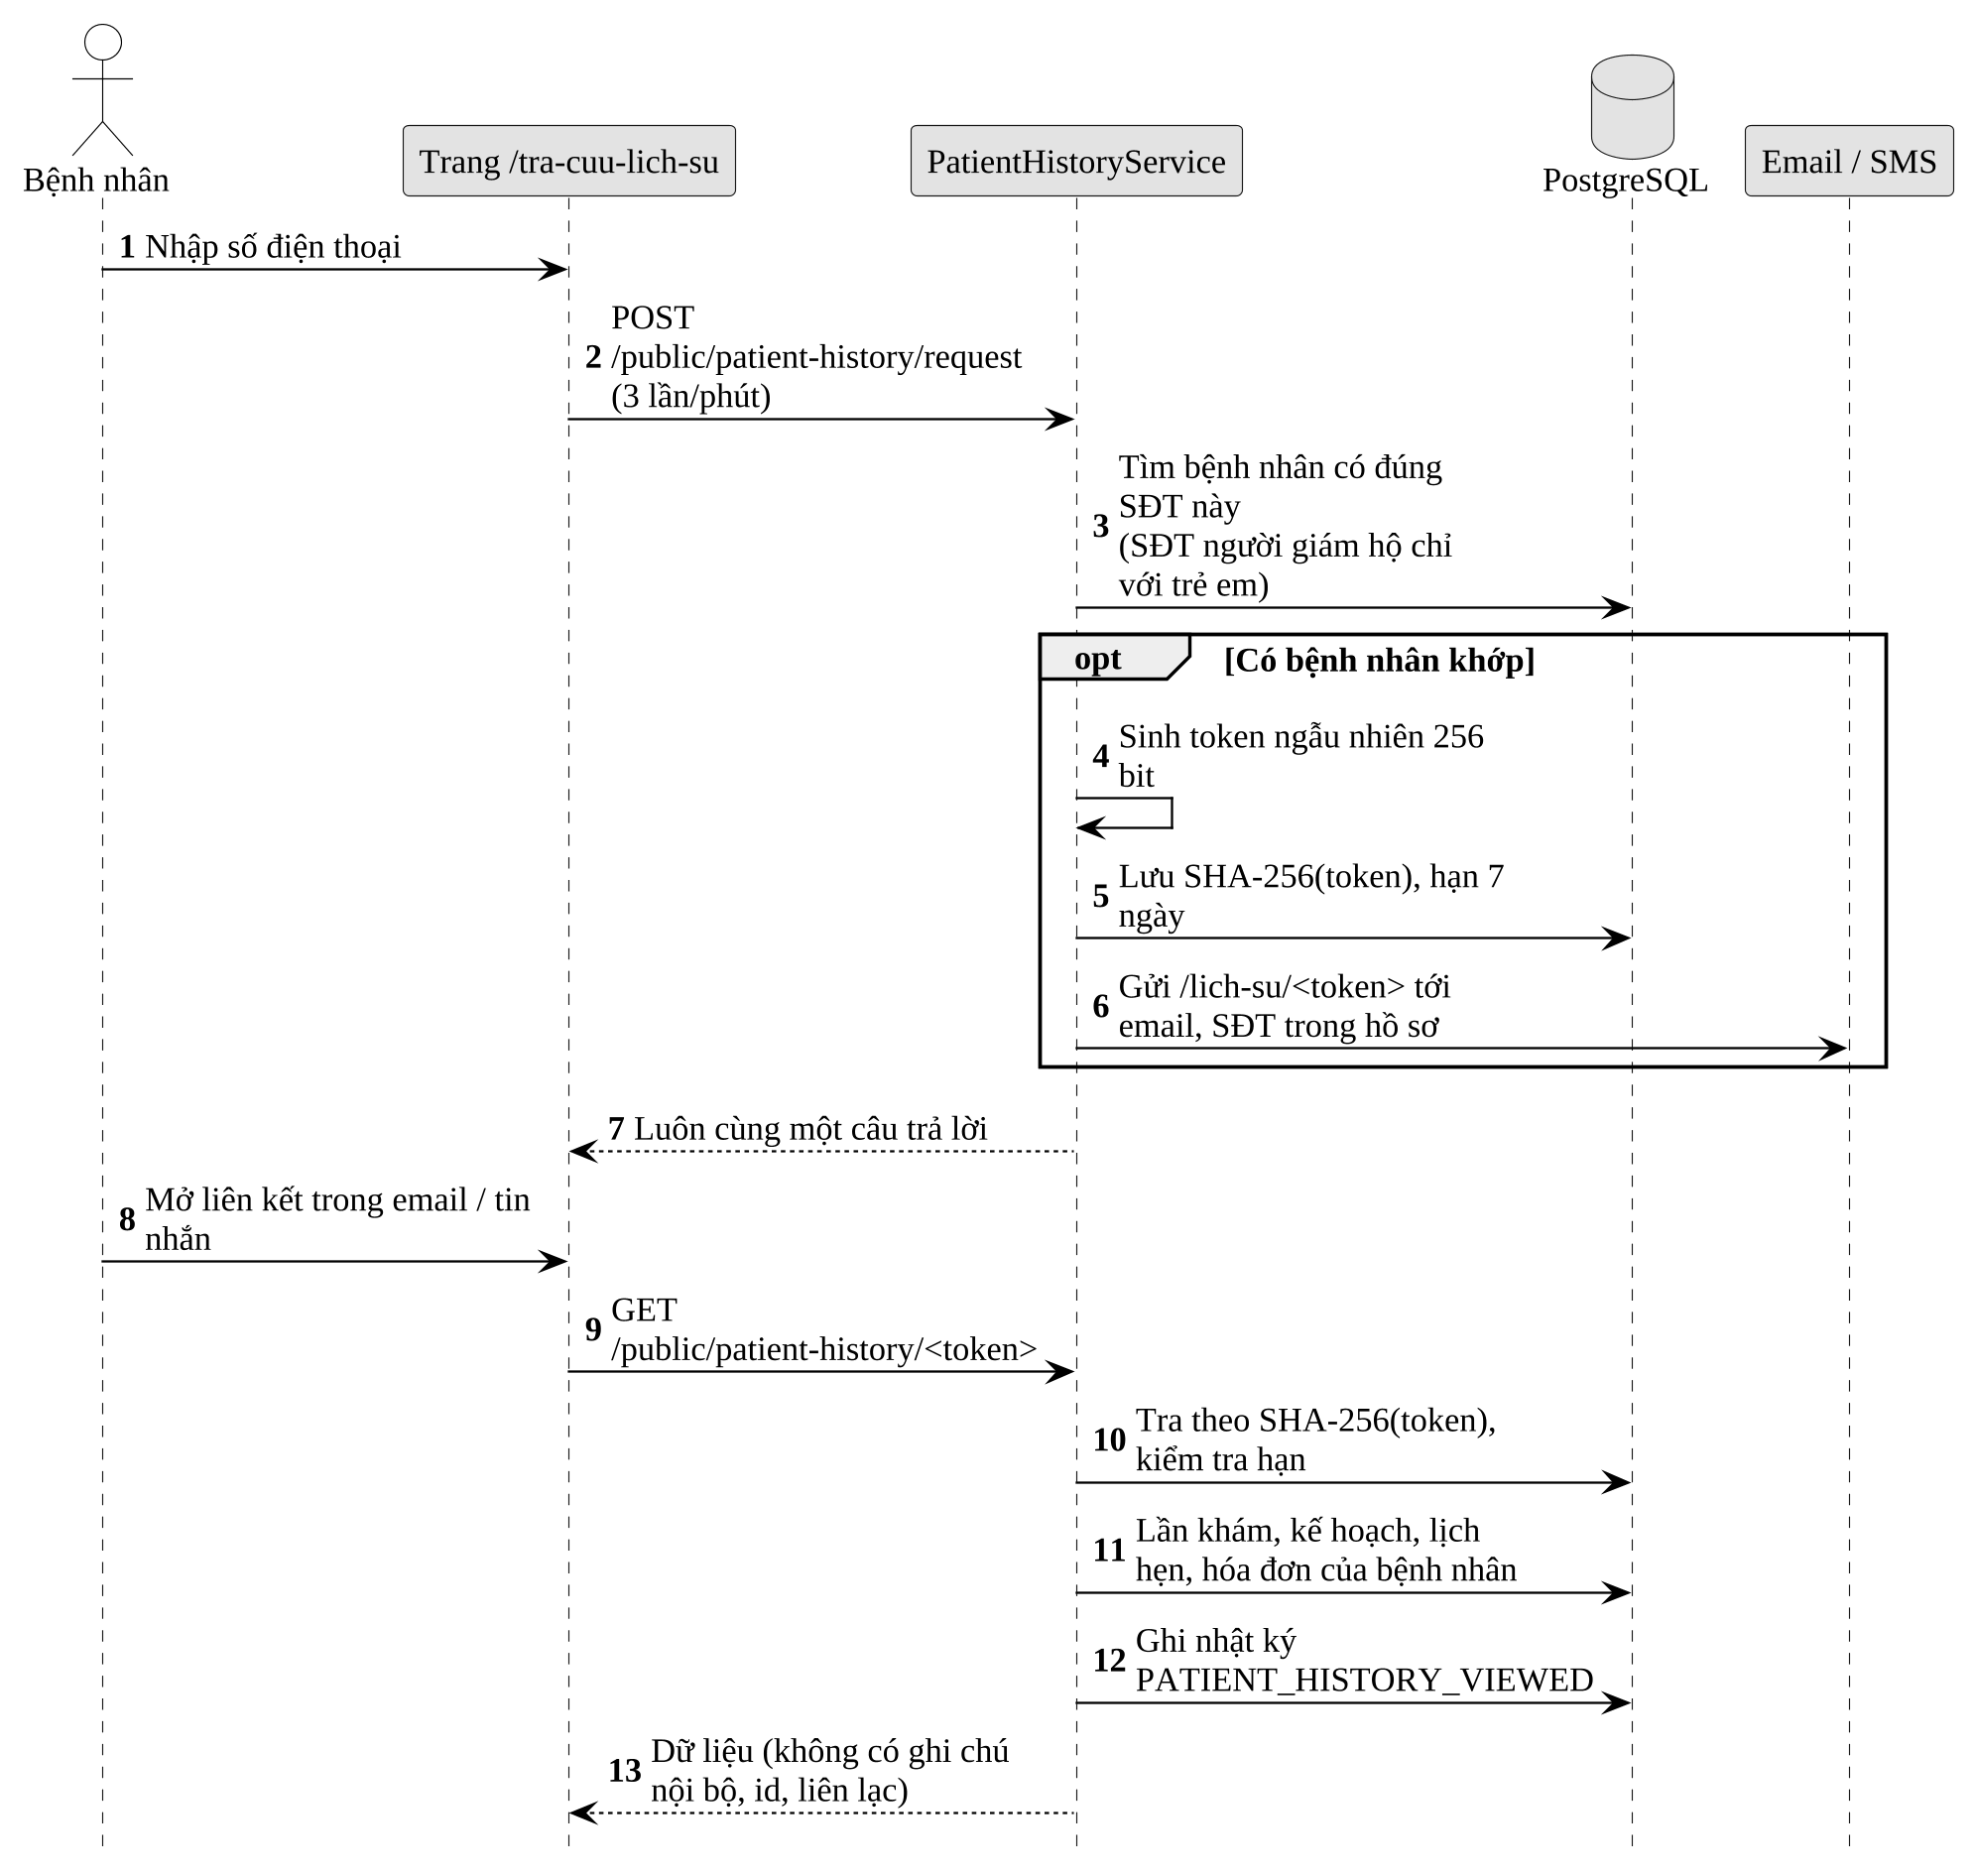 Bệnh nhân
Trang /tra-cuu-lich-su
PatientHistoryService
PostgreSQL
Email / SMS
1 Nhập số điện thoại
POST
2 /public/patient-history/request
(3 lần/phút)
Tìm bệnh nhân có đúng
SĐT này
3
(SĐT người giám hộ chỉ
với trẻ em)
opt [Có bệnh nhân khớp]
4 Sinh token ngẫu nhiên 256
bit
5 Lưu SHA-256(token), hạn 7
ngày
6 Gửi /lich-su/<token> tới
email, SĐT trong hồ sơ
7 Luôn cùng một câu trả lời
8 Mở liên kết trong email / tin
nhắn
9 GET
/public/patient-history/<token>
10 Tra theo SHA-256(token),
kiểm tra hạn
11 Lần khám, kế hoạch, lịch
hẹn, hóa đơn của bệnh nhân
12 Ghi nhật ký
PATIENT_HISTORY_VIEWED
13 Dữ liệu (không có ghi chú
nội bộ, id, liên lạc)